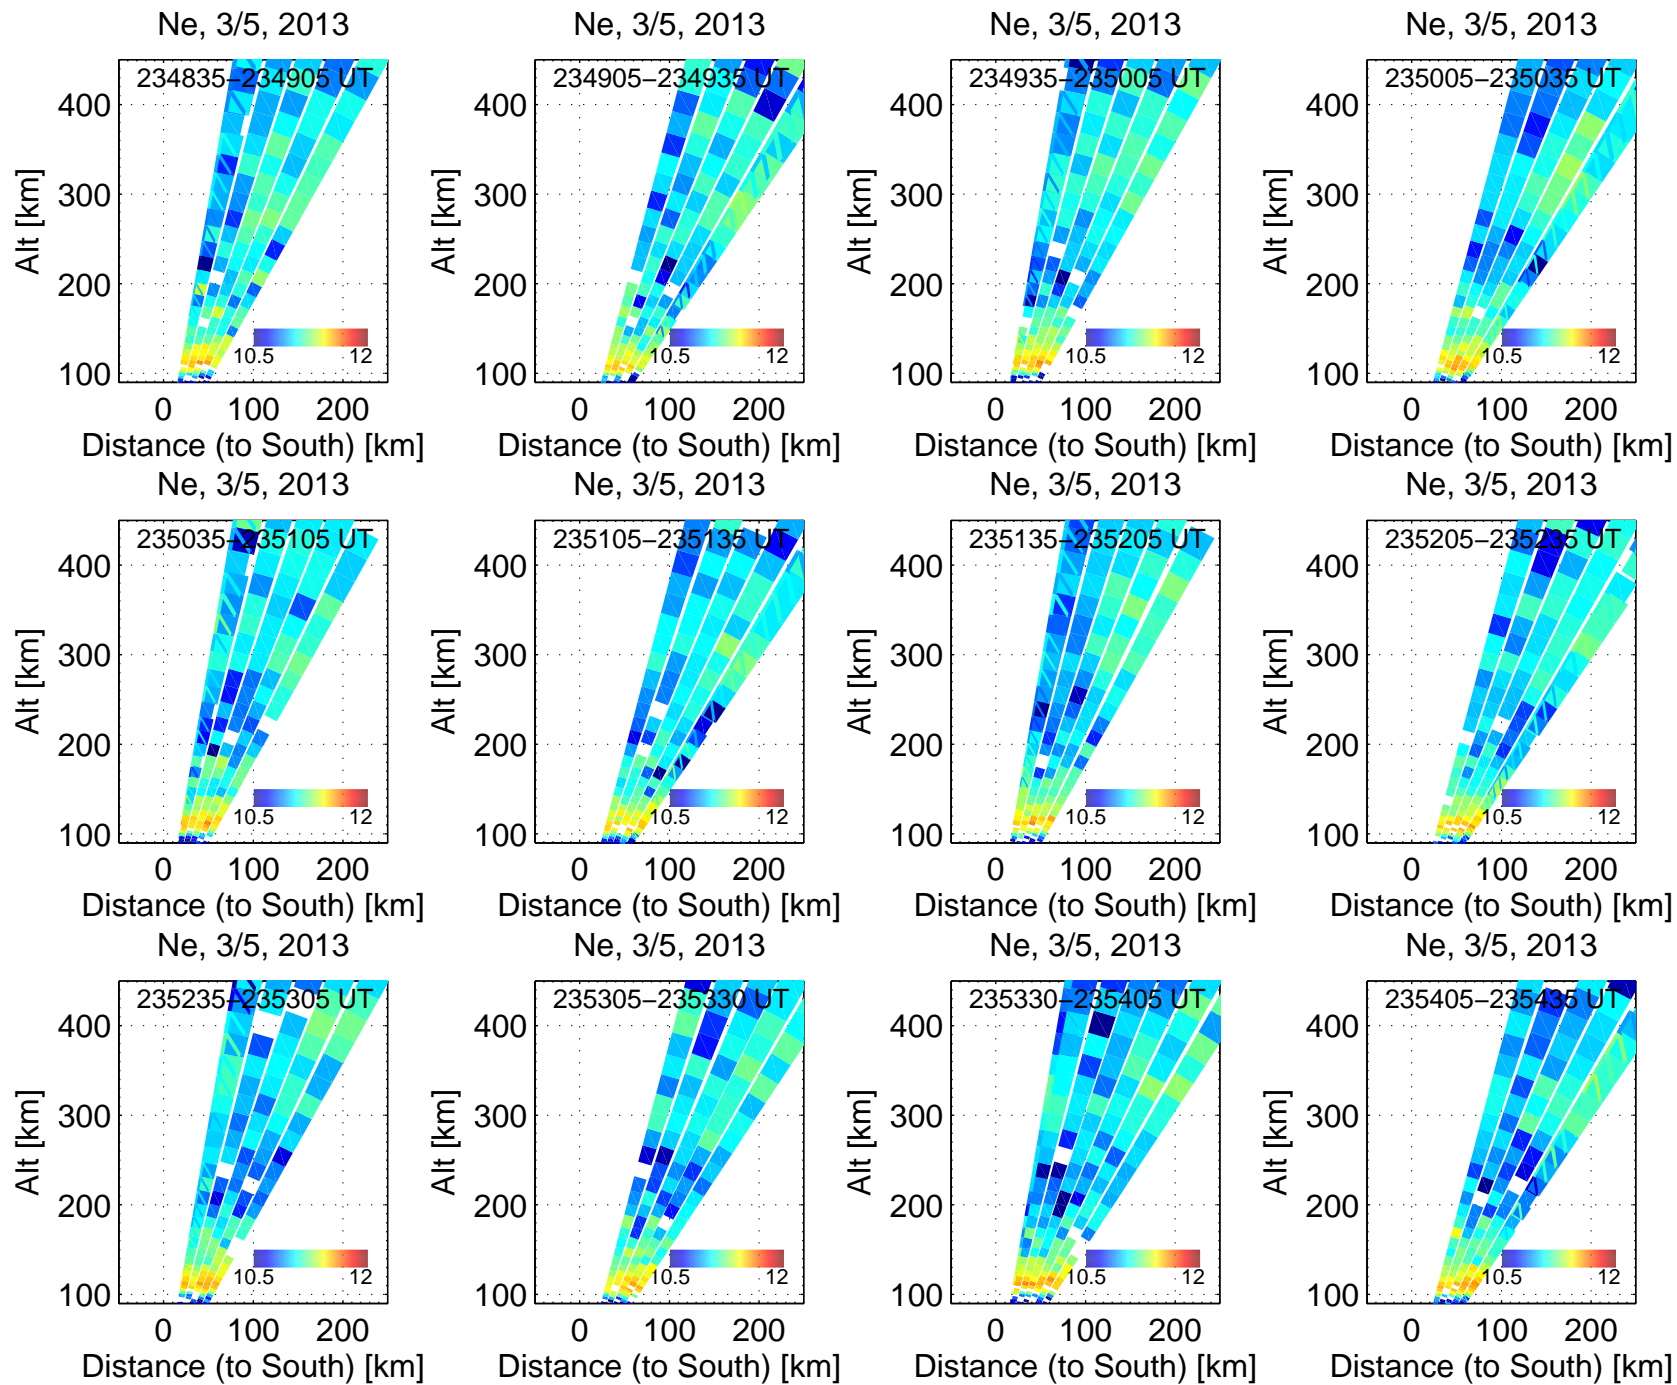 Ne, 3/5, 2013
234835−234905 UT
400
300
200
100
Alt [km]
10.5 12
0 100 200
Distance (to South) [km]
Ne, 3/5, 2013
234905−234935 UT
400
300
200
100
Alt [km]
10.5 12
0 100 200
Distance (to South) [km]
Ne, 3/5, 2013
234935−235005 UT
400
300
200
100
Alt [km]
10.5 12
0 100 200
Distance (to South) [km]
Ne, 3/5, 2013
235005−235035 UT
400
300
200
100
Alt [km]
10.5 12
0 100 200
Distance (to South) [km]
Ne, 3/5, 2013
235035−235105 UT
400
300
200
100
Alt [km]
10.5 12
0 100 200
Distance (to South) [km]
Ne, 3/5, 2013
235105−235135 UT
400
300
200
100
Alt [km]
10.5 12
0 100 200
Distance (to South) [km]
Ne, 3/5, 2013
235135−235205 UT
400
300
200
100
Alt [km]
10.5 12
0 100 200
Distance (to South) [km]
Ne, 3/5, 2013
235205−235235 UT
400
300
200
100
Alt [km]
10.5 12
0 100 200
Distance (to South) [km]
Ne, 3/5, 2013
235235−235305 UT
400
300
200
100
Alt [km]
10.5 12
0 100 200
Distance (to South) [km]
Ne, 3/5, 2013
235305−235330 UT
400
300
200
100
Alt [km]
10.5 12
0 100 200
Distance (to South) [km]
Ne, 3/5, 2013
235330−235405 UT
400
300
200
100
Alt [km]
10.5 12
0 100 200
Distance (to South) [km]
Ne, 3/5, 2013
235405−235435 UT
400
300
200
100
Alt [km]
10.5 12
0 100 200
Distance (to South) [km]